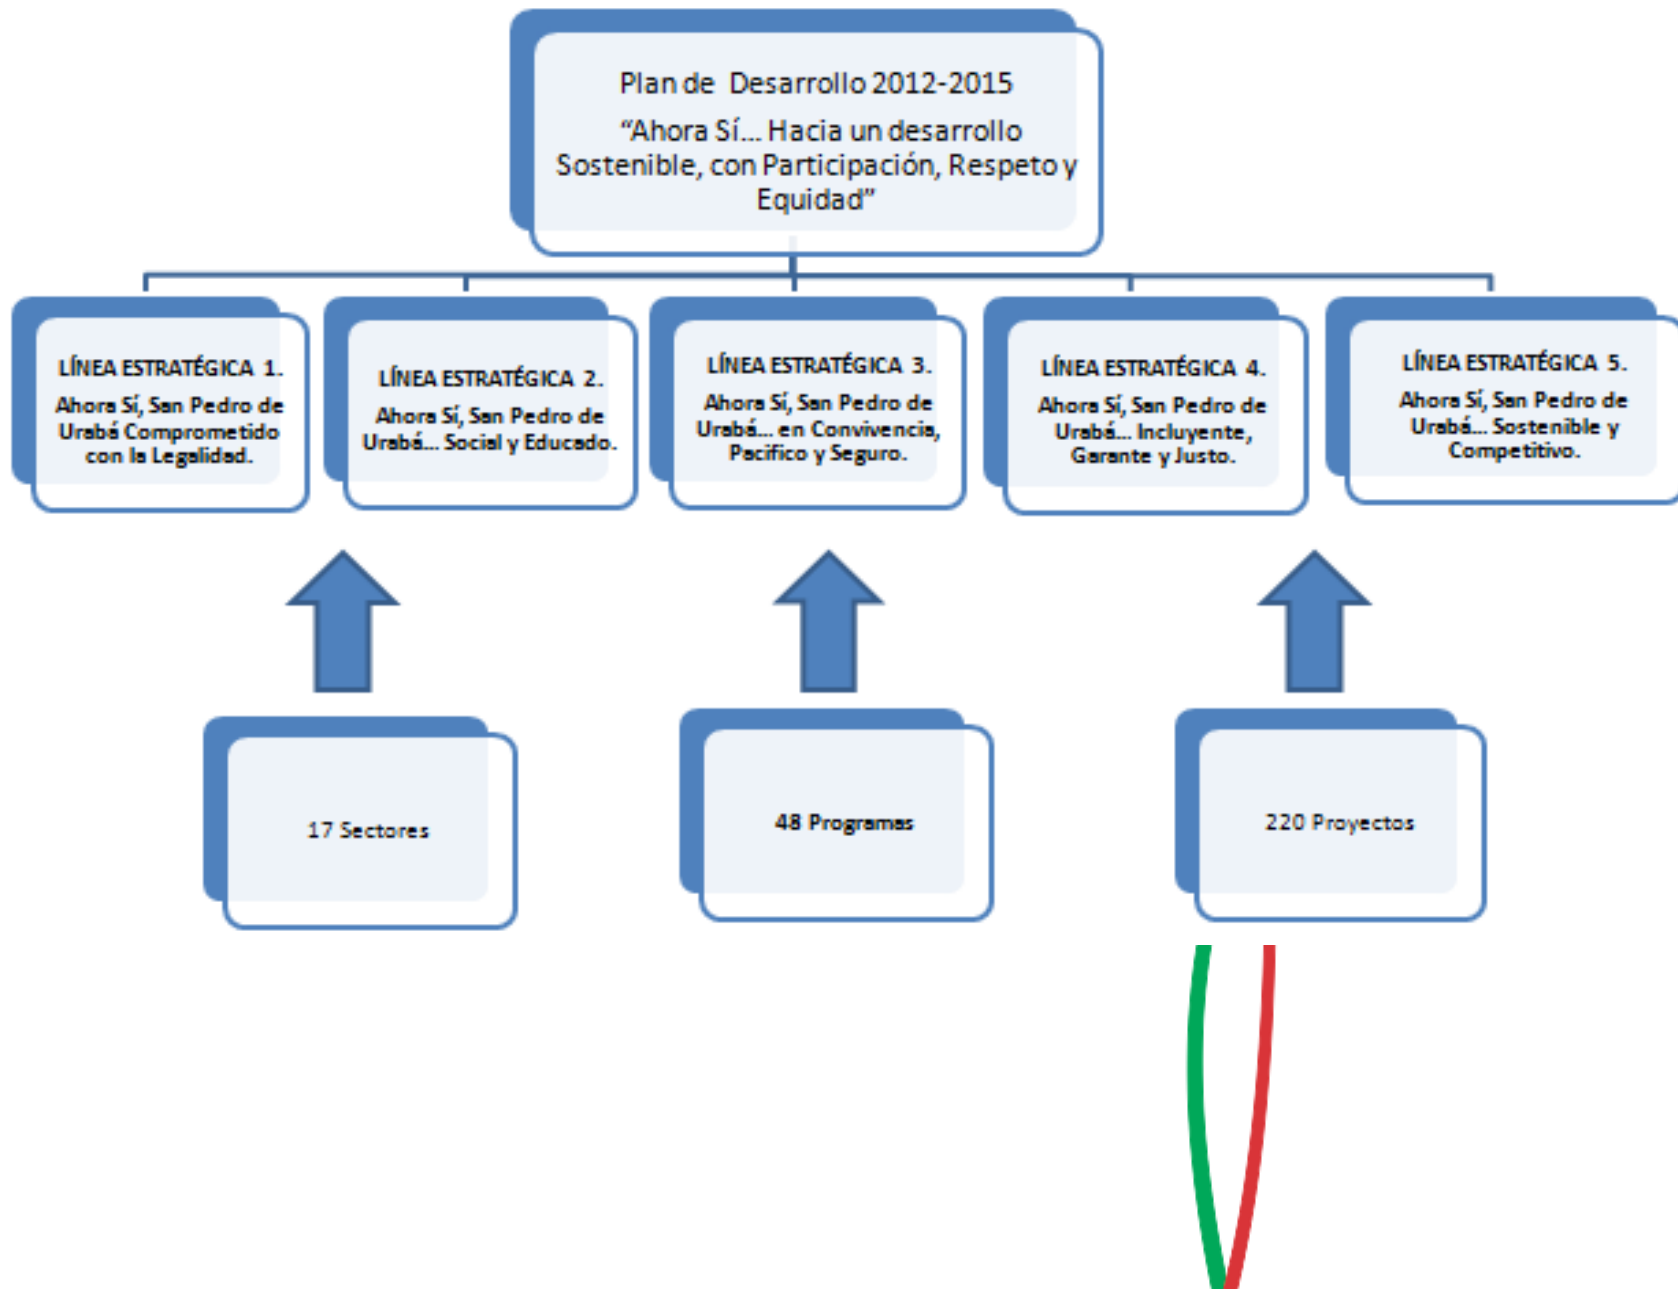 Plan de Desarrollo 2012-2015
“Ahora Sí... Hacia un desarrollo
Sostenible, con Participación, Respeto y
Equidad”
LÍNEA ESTRATÉGICA 1.
Ahora Sí, San Pedro de
Urabá Comprometido
con la Legalidad.
LÍNEA ESTRATÉGICA 2.
Ahora Sí, San Pedro de
Urabá... Social y Educado.
LÍNEA ESTRATÉGICA 3.
Ahora Sí, San Pedro de
Urabá... en Convivencia,
Pacifico y Seguro.
LÍNEA ESTRATÉGICA 4.
Ahora Sí, San Pedro de
Urabá... Incluyente,
Garante y Justo.
LÍNEA ESTRATÉGICA 5.
Ahora Sí, San Pedro de
Urabá... Sostenible y
Competitivo.
17 Sectores
48 Programas
220 Proyectos